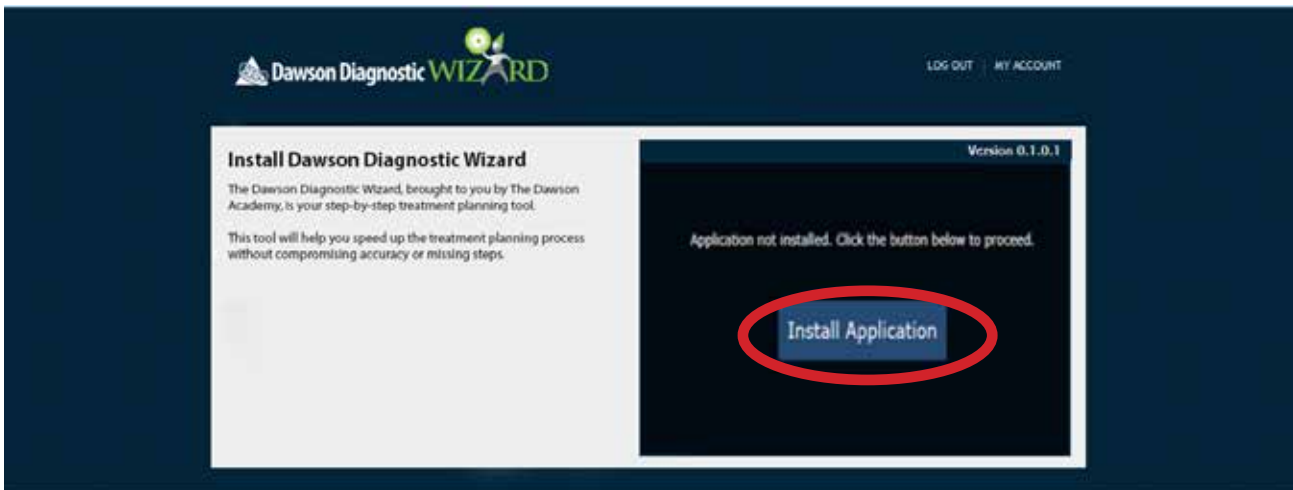 Dawson Diagnostic WIZARD
LOG OUT | MY ACCOUNT
Install Dawson Diagnostic Wizard
The Dawson Diagnostic Wizard, brought to you by The Dawson
Academy, is your step-by-step treatment planning tool.
This tool will help you speed up the treatment planning process
without compromising accuracy or missing steps.
Version 0.1.0.1
Application not installed. Click the button below to proceed.
Install Application